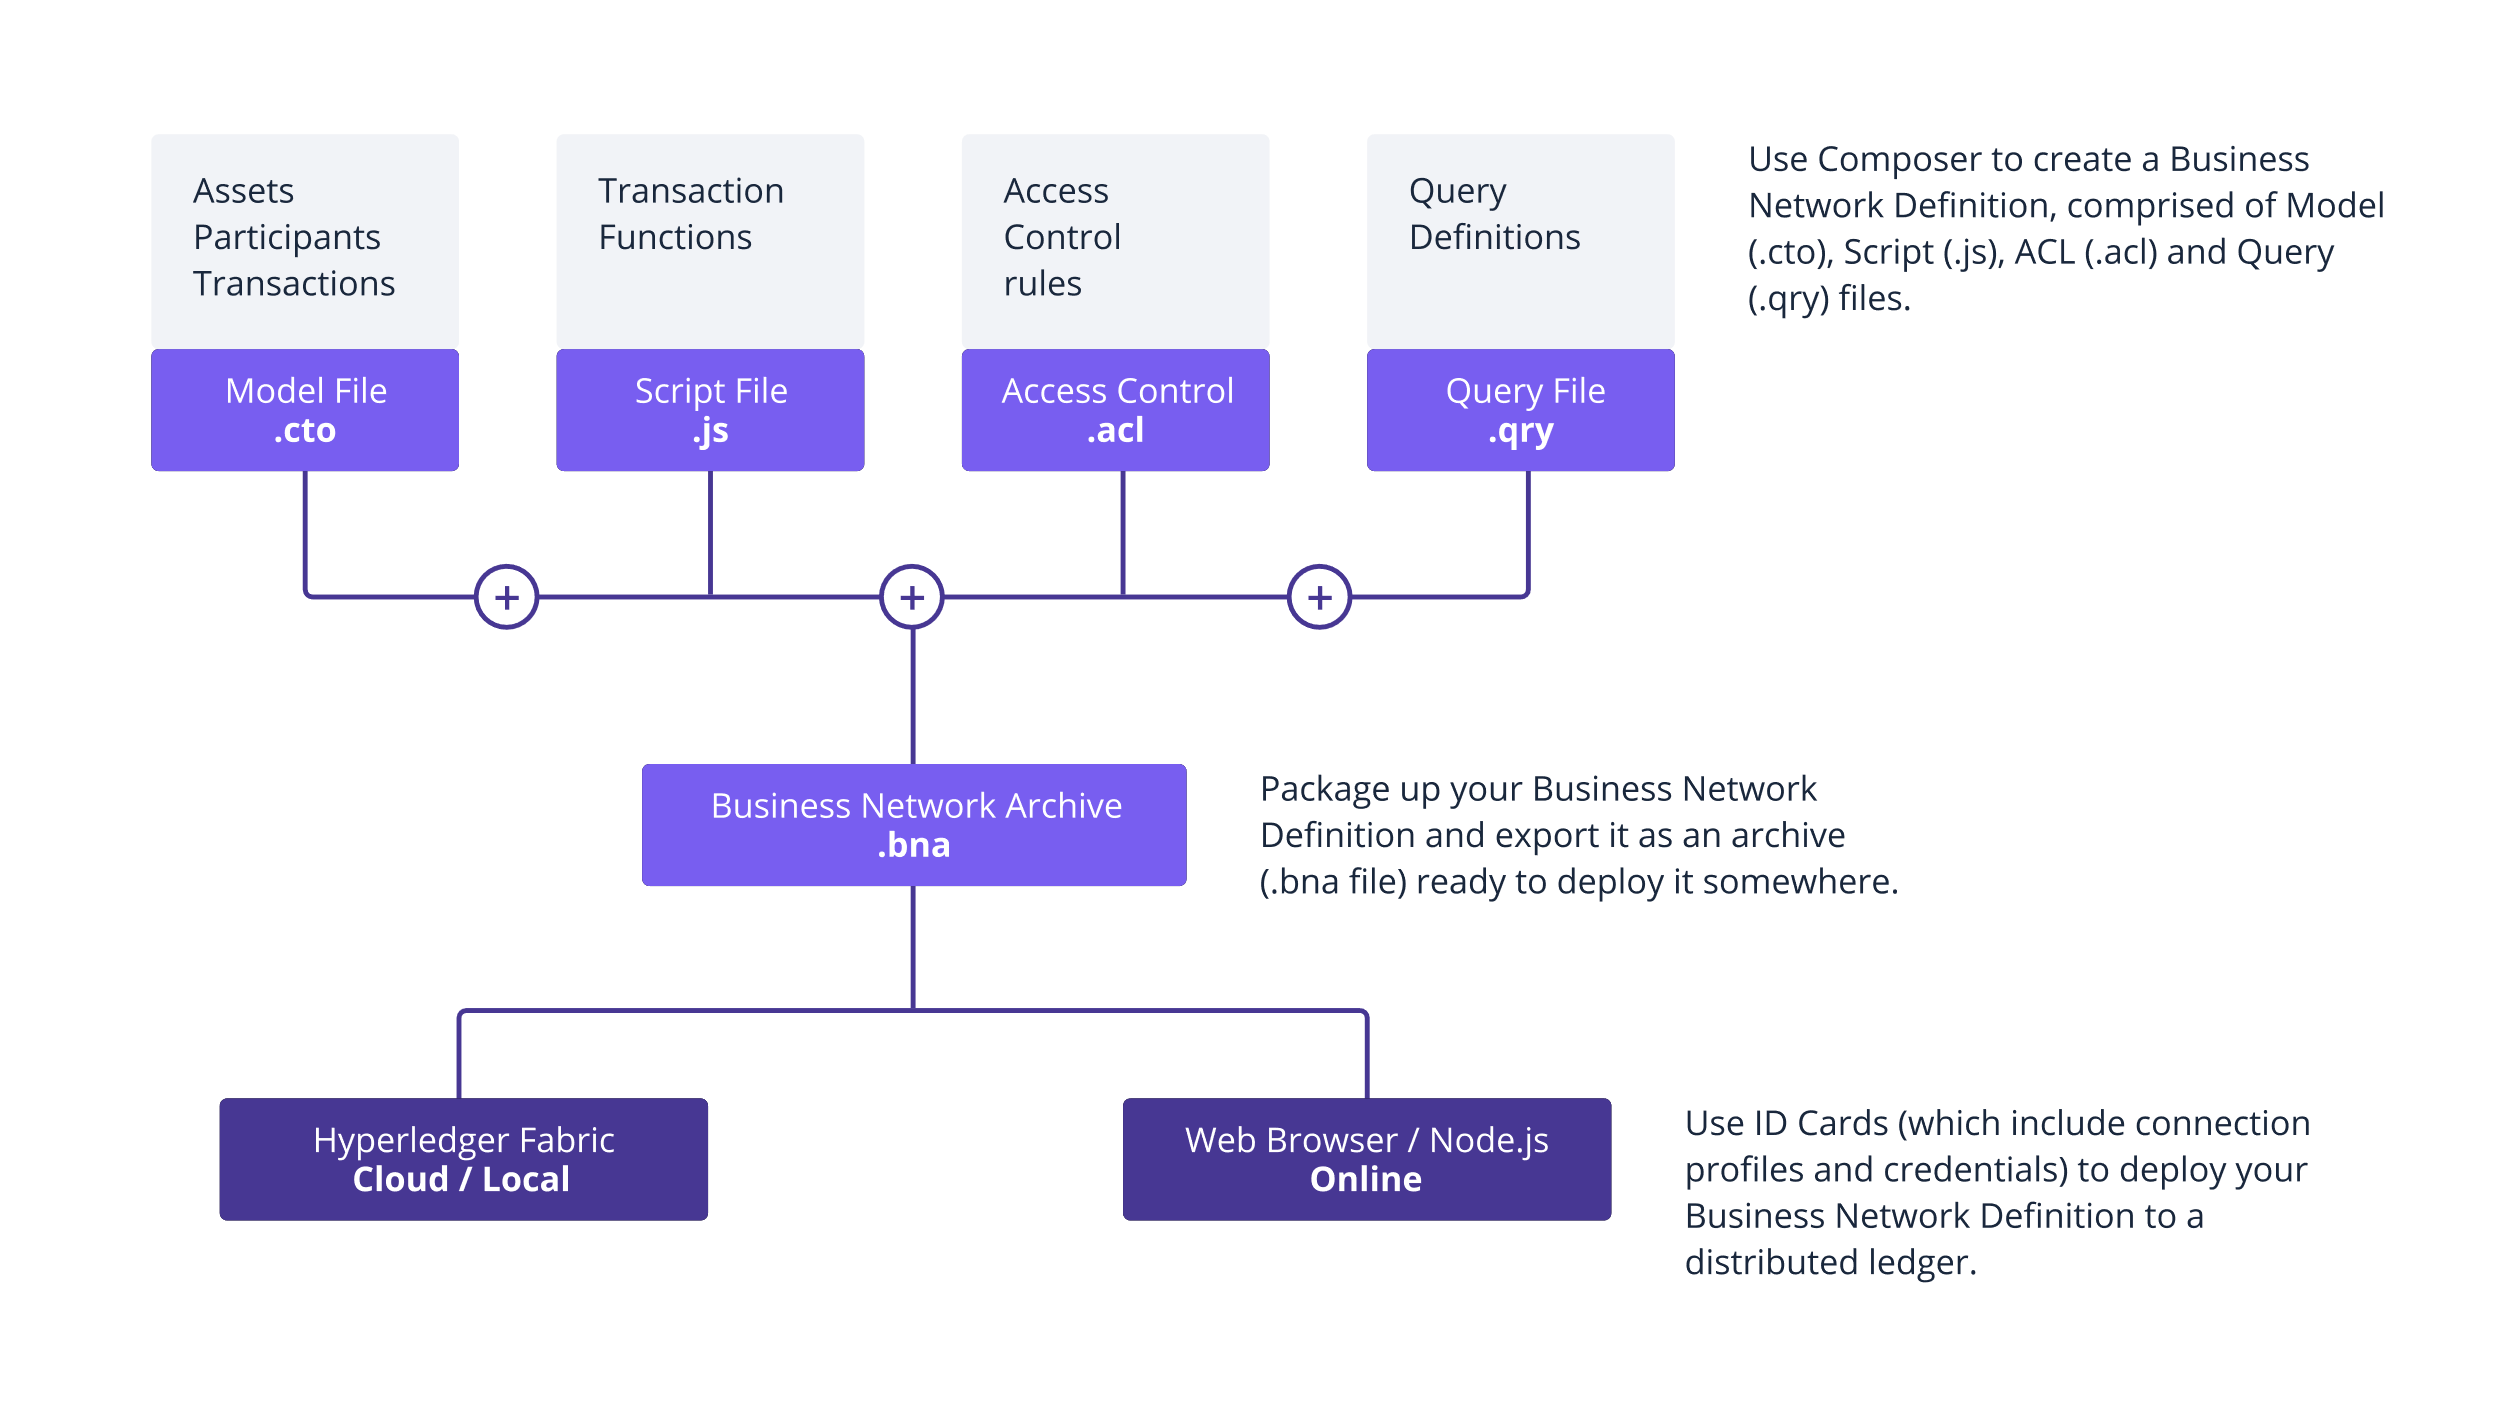 Assets
Participants
Transactions
Model File
.cto
Transaction
Functions
Script File
.js
Access
Control
rules
Access Control
.acl
Query
Definitions
Query File
.qry
Use Composer to create a Business
Network Definition, comprised of Model
(.cto), Script (.js), ACL (.acl) and Query
(.qry) files.
+
+
+
Business Network Archive
.bna
Package up your Business Network
Definition and export it as an archive
(.bna file) ready to deploy it somewhere.
Hyperledger Fabric
Cloud / Local
Web Browser / Node.js
Online
Use ID Cards (which include connection
profiles and credentials) to deploy your
Business Network Definition to a
distributed ledger.